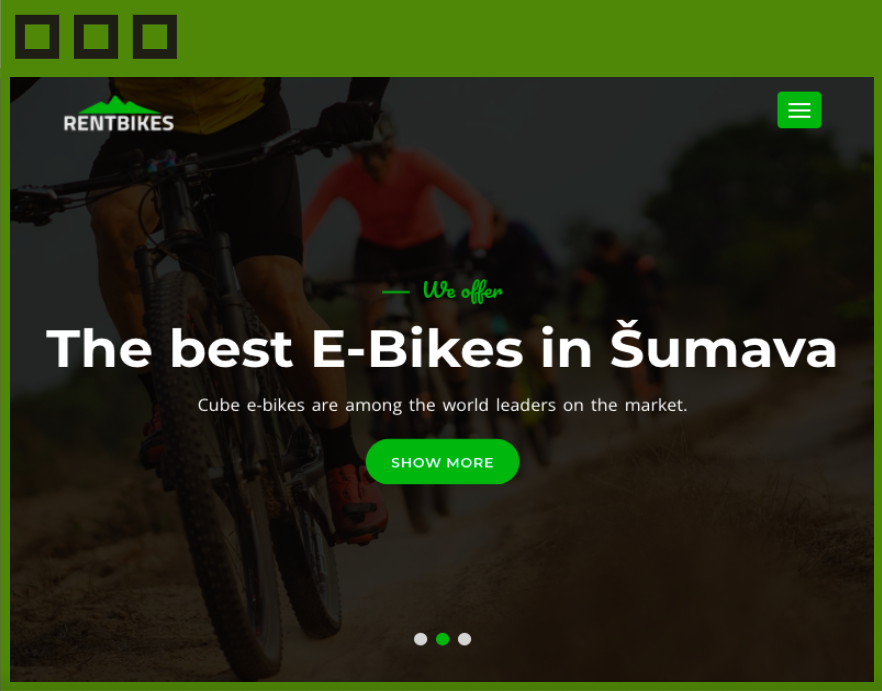 RENTBIKES
We offer
The best E-Bikes in Šumava
Cube e-bikes are among the world leaders on the market.
SHOW MORE